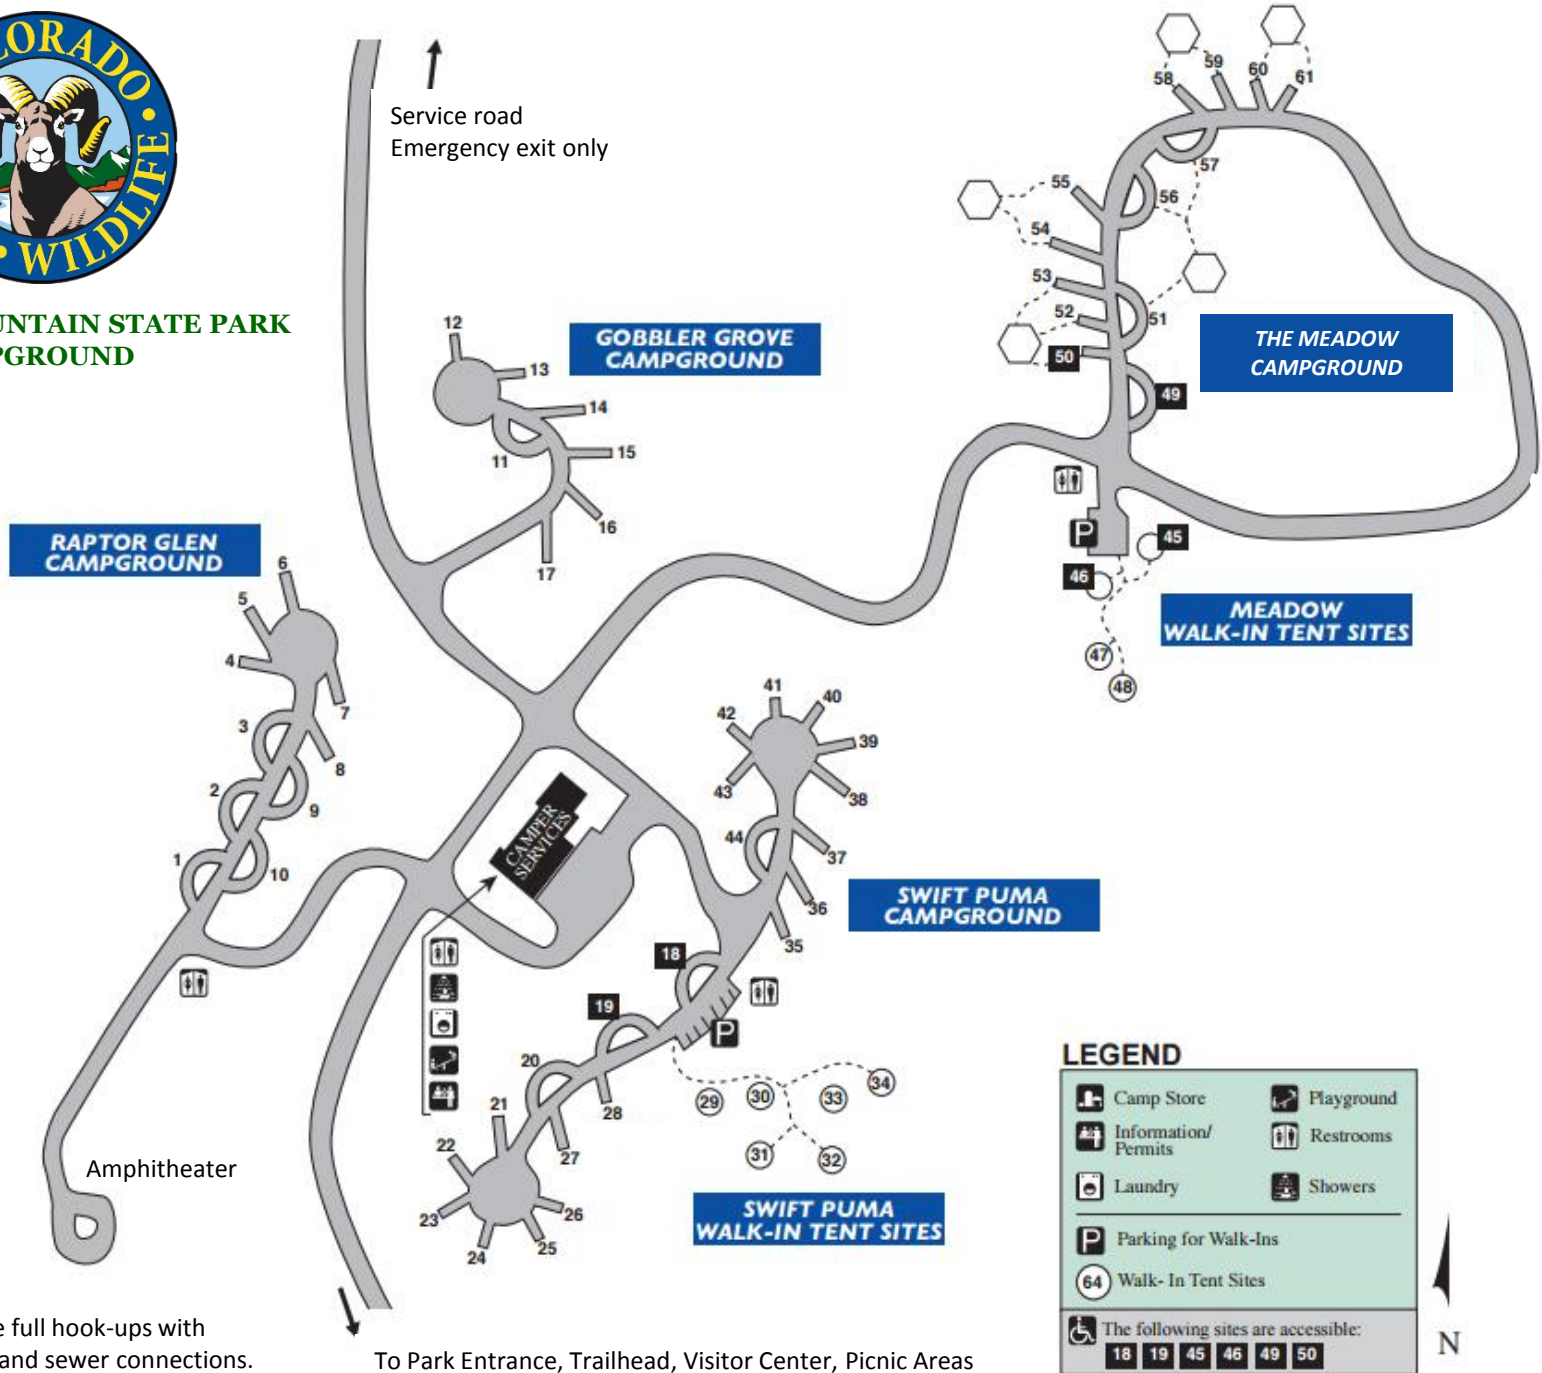 COLORADO
WILDLIFE
STATE PARK
Service road
Emergency exit only
GOBBLER GROVE
CAMPGROUND
12
13
14
15
11
16
17
58
59
60
61
57
55
56
54
53
52
51
50
49
THE MEADOW
CAMPGROUND
P
45
46
47
48
MEADOW
WALK-IN TENT SITES
RAPTOR GLEN
CAMPGROUND
6
5
4
7
3
8
2
9
1
10
41
40
42
39
43
38
44
37
36
35
CAMPER
SERVICES
SWIFT PUMA
CAMPGROUND
18
19
P
20
28
21
27
22
23
26
24
25
29
30
33
34
31
32
SWIFT PUMA
WALK-IN TENT SITES
Amphitheater
full hook-ups with
and sewer connections.
To Park Entrance, Trailhead, Visitor Center, Picnic Areas
LEGEND
Camp Store
Playground
Information/
Permits
Restrooms
Laundry
Showers
P Parking for Walk-Ins
64 Walk- In Tent Sites
The following sites are accessible:
18 19 45 46 49 50
N